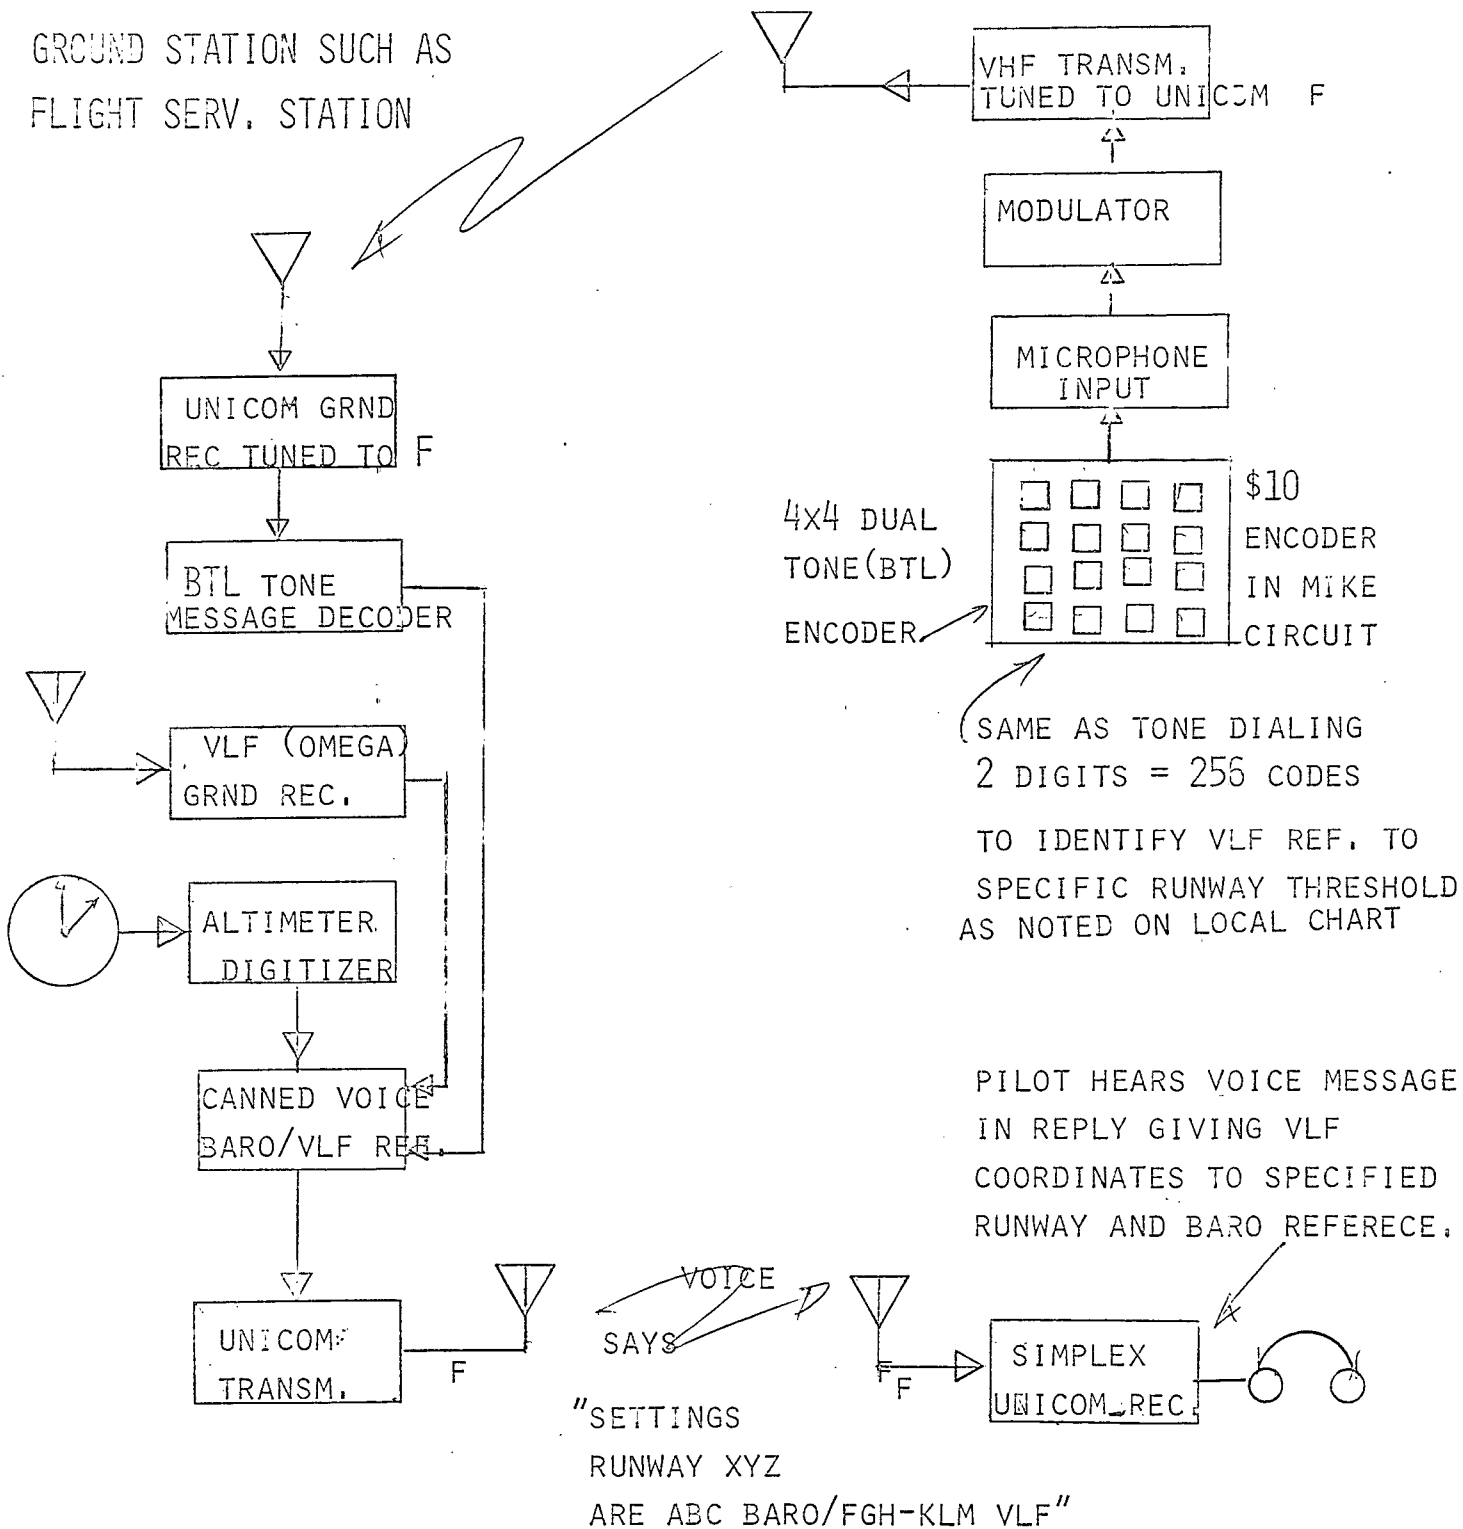 GROUND STATION SUCH AS
FLIGHT SERV. STATION
VHF TRANSM.
TUNED TO UNICOM F
MODULATOR
MICROPHONE
INPUT
UNICOM GRND
REC TUNED TO F
4X4 DUAL
TONE(BTL)
ENCODER
$10
ENCODER
IN MIKE
CIRCUIT
BTL TONE
MESSAGE DECODER
VLF (OMEGA)
GRND REC.
SAME AS TONE DIALING
2 DIGITS = 256 CODES
TO IDENTIFY VLF REF. TO
SPECIFIC RUNWAY THRESHOLD
AS NOTED ON LOCAL CHART
ALTIMETER
DIGITIZER
CANNED VOICE
BARO/VLF REF.
PILOT HEARS VOICE MESSAGE
IN REPLY GIVING VLF
COORDINATES TO SPECIFIED
RUNWAY AND BARO REFERECE.
UNICOM
TRANSM.
F
VOICE
SAYS
"SETTINGS
RUNWAY XYZ
ARE ABC BARO/FGH-KLM VLF"
F
F
SIMPLEX
UNICOM REC.